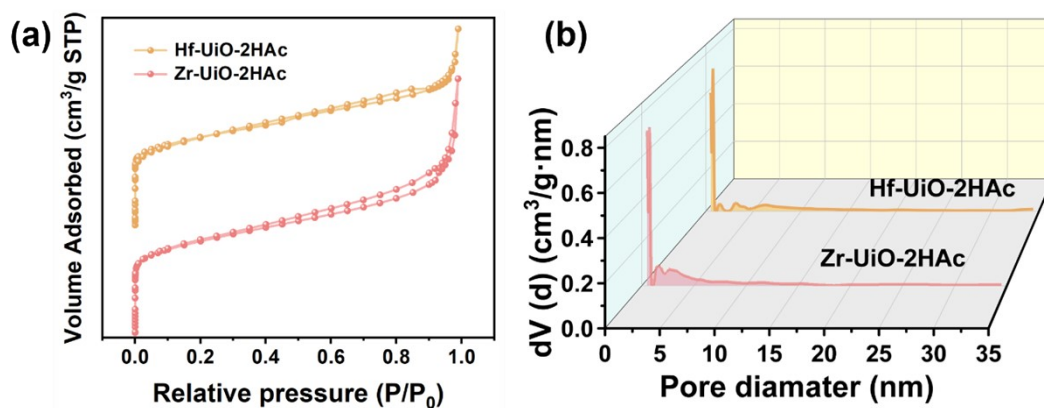 (a)
Hf-UiO-2HAc
Zr-UiO-2HAc
Volume Adsorbed (cm³/g STP)
0.0 0.2 0.4 0.6 0.8 1.0
Relative pressure (P/P₀)
(b)
0.8
0.6
0.4
0.2
0.0
dV (d) (cm³/g·nm)
Hf-UiO-2HAc
Zr-UiO-2HAc
0 5 10 15 20 25 30 35
Pore diamater (nm)